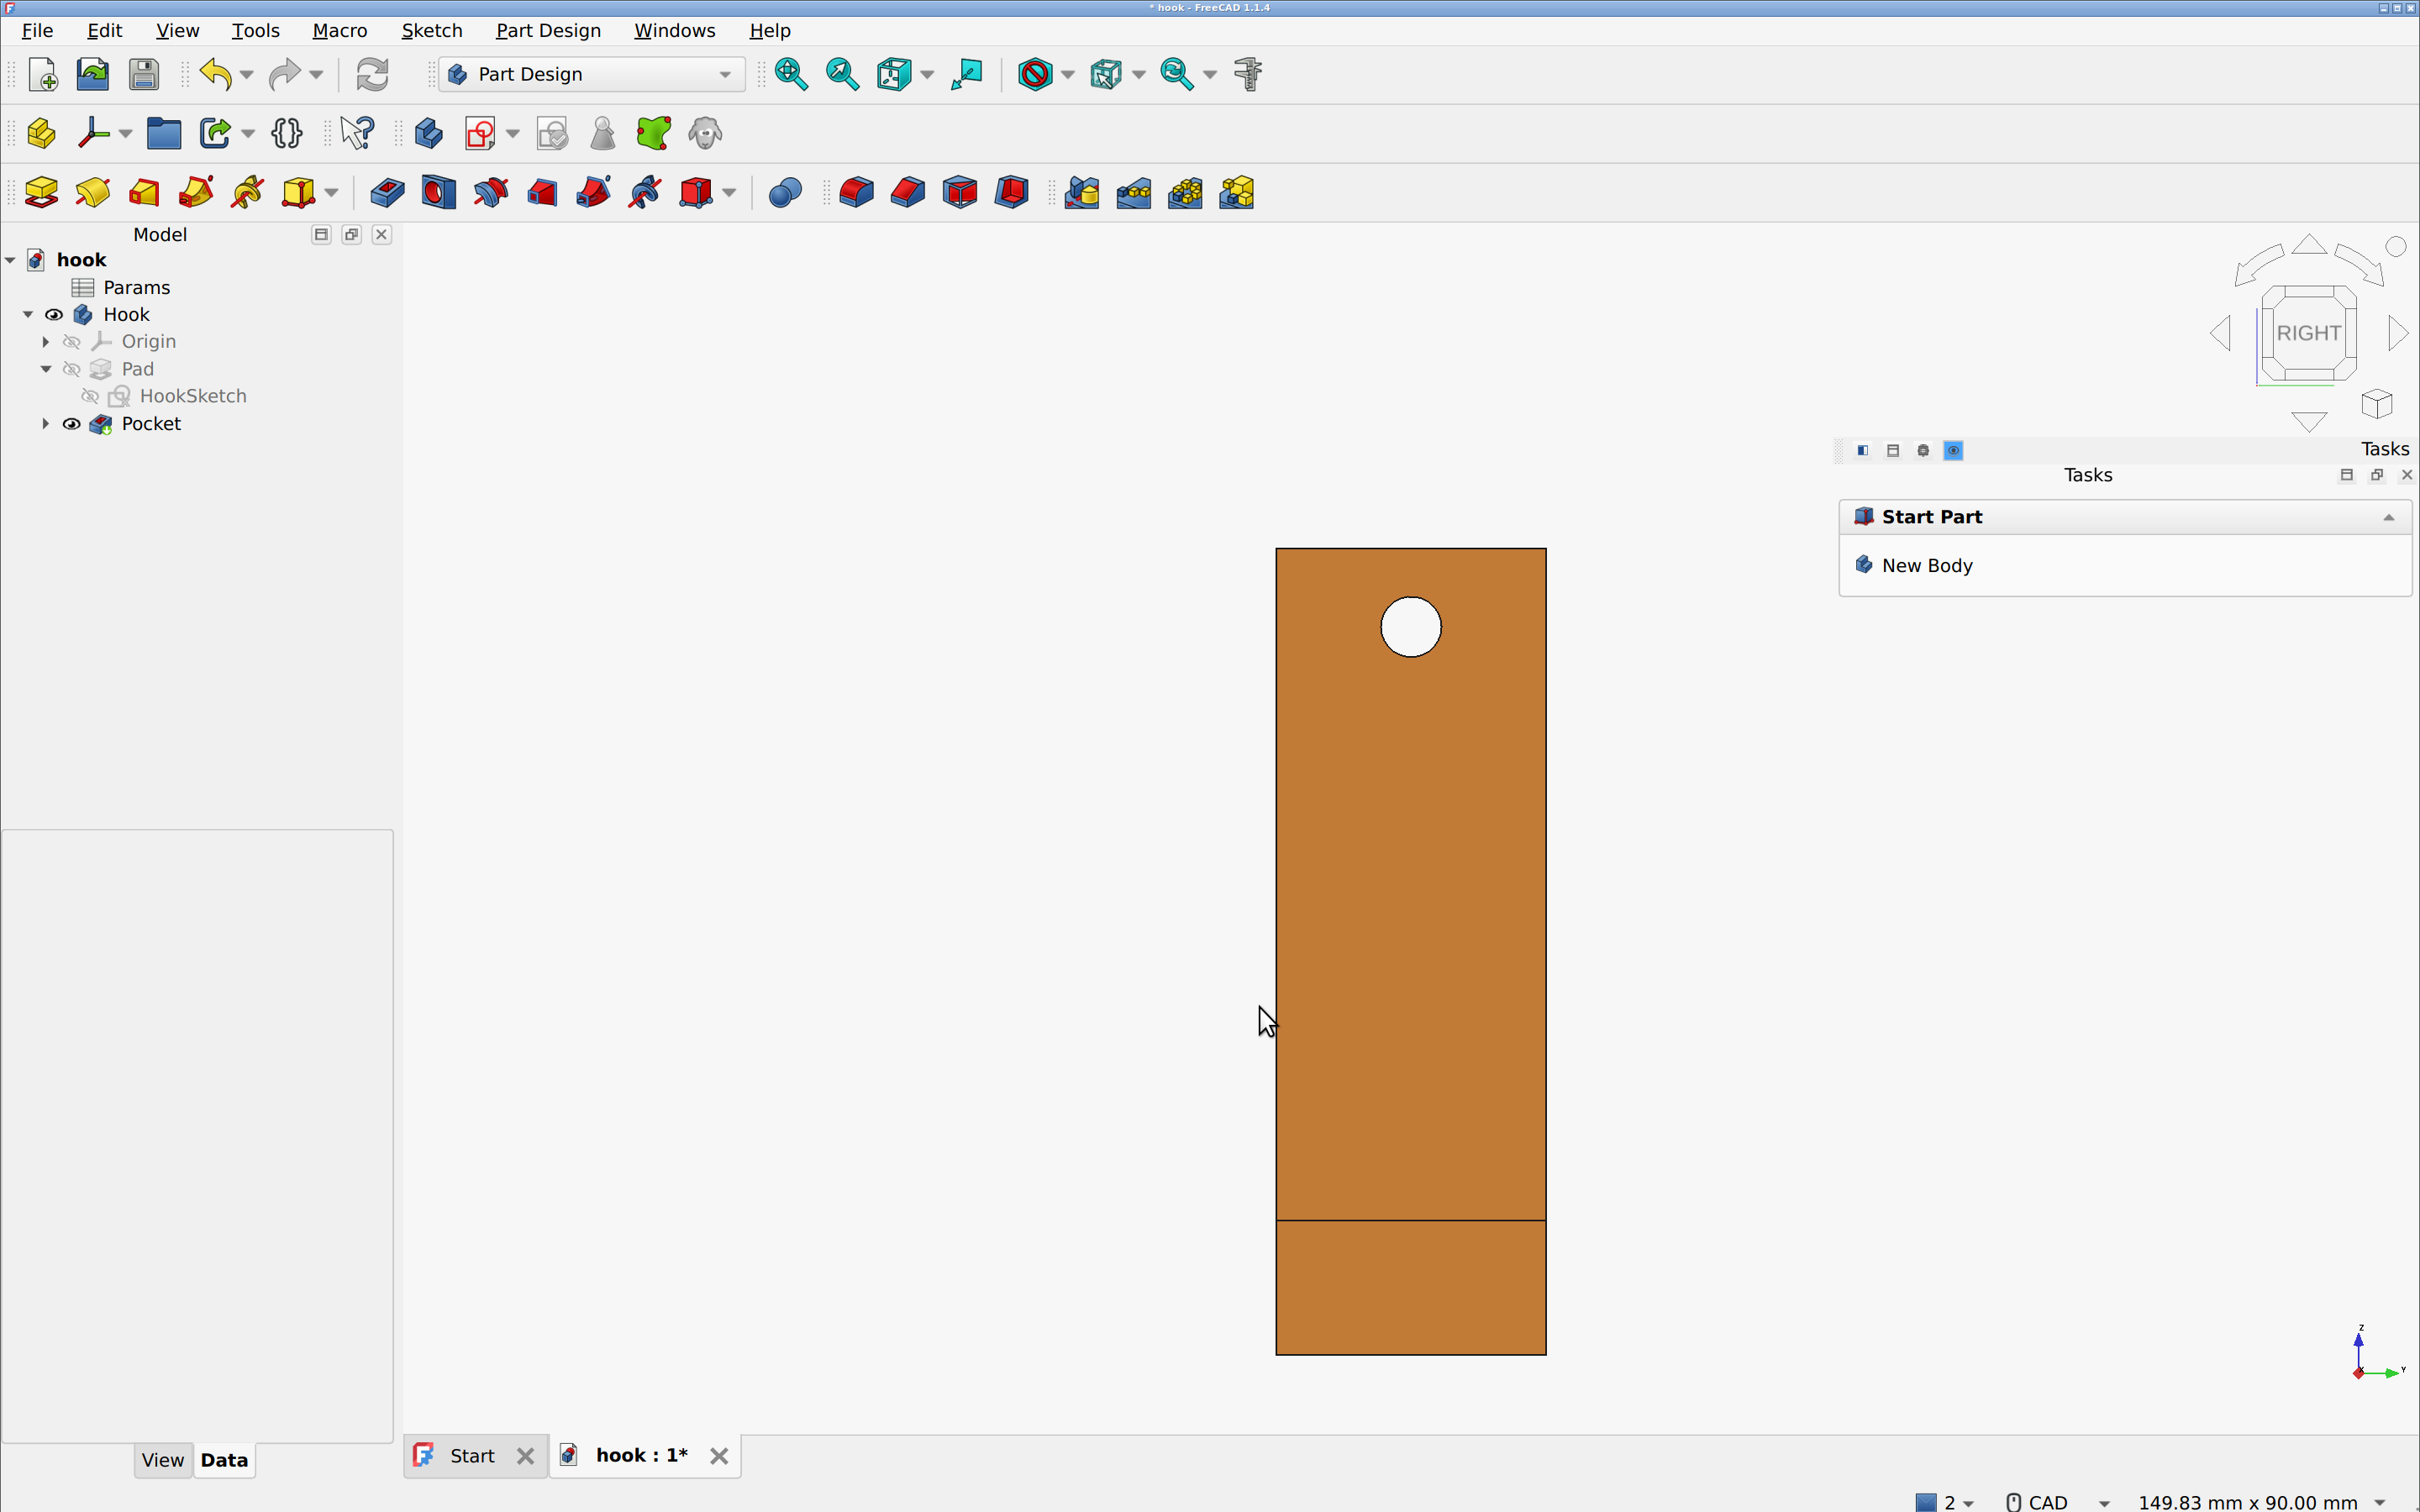 * hook - FreeCAD 1.1.4
File Edit View Tools Macro Sketch Part Design Windows Help
Part Design
Model
hook
Params
Hook
Origin
Pad
HookSketch
Pocket
RIGHT
Tasks
Tasks
Start Part
New Body
Z
Y
View Data
Start
hook : 1*
2 CAD 149.83 mm x 90.00 mm